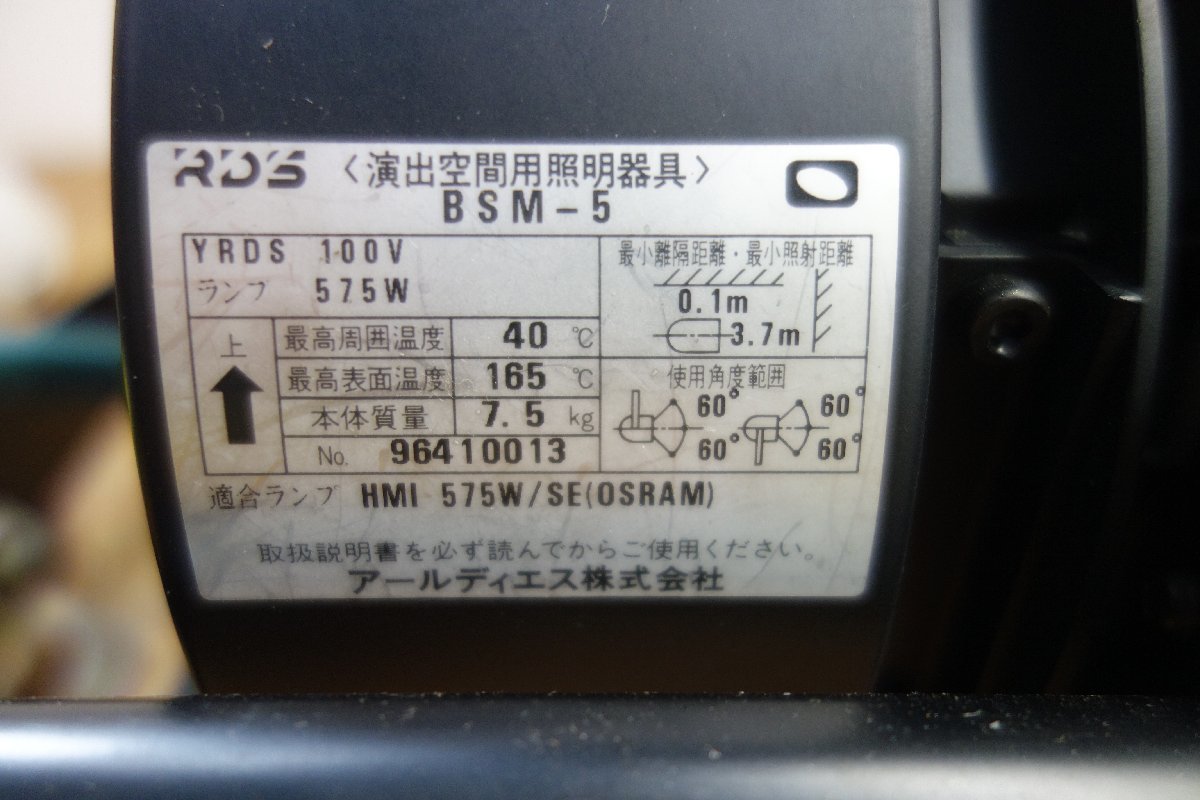 RDS 〈演出空間用照明器具〉
BSM-5
YRDS 100V
ランプ 575W
上
最高周囲温度 40 ℃
最高表面温度 165 ℃
本体質量 7.5 kg
No. 96410013
最小離隔距離・最小照射距離
0.1m
3.7m
使用角度範囲
60° 60°
60° 60°
適合ランプ HMI 575W/SE(OSRAM)
取扱説明書を必ず読んでからご使用ください。
アールディエス株式会社